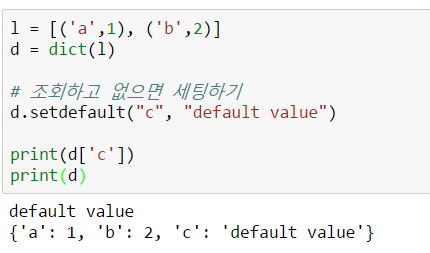 l = [('a',1), ('b',2)]
d = dict(l)
# 조회하고 없으면 세팅하기
d.setdefault("c", "default value")
print(d['c'])
print(d)
default value
{'a': 1, 'b': 2, 'c': 'default value'}